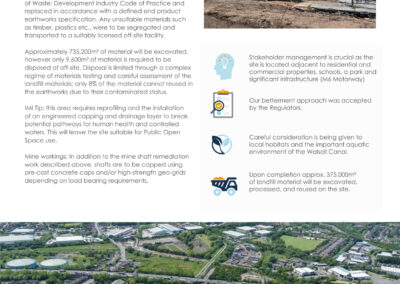 of Waste: Development Industry Code of Practice and
replaced in accordance with a defined end product
earthworks specification. Any unsuitable materials such
as timber, plastics etc., were to be segregated and
transported to a suitably licensed off-site facility.
Approximately 735,200m³ of material will be excavated,
however only 9,600m³ of material is required to be
disposed of off-site. Disposal is limited through a complex
regime of materials testing and careful assessment of the
landfill materials; only 8% of the material cannot be reused
in the earthworks due to their contaminated status.
IMI Tip: this area requires reprofiling and the installation
of an engineered capping and drainage layer to break
potential pathways for human health and controlled
waters. This will leave the site suitable for Public Open
Space use.
Mine workings: In addition to the mine shaft remediation
work described above, shafts are to be capped using
pre-cast concrete caps and/or high-strength geo-grids
depending on load bearing requirements.
Stakeholder management is crucial as the
site is located adjacent to residential and
commercial properties, schools, a park and
significant infrastructure (M6 Motorway)
Our betterment approach was accepted
by the Regulators.
Careful consideration is being given to
local habitats and the important aquatic
environment of the Walsall Canal.
Upon completion approx. 375,000m³
of landfill material will be excavated,
processed, and reused on the site.